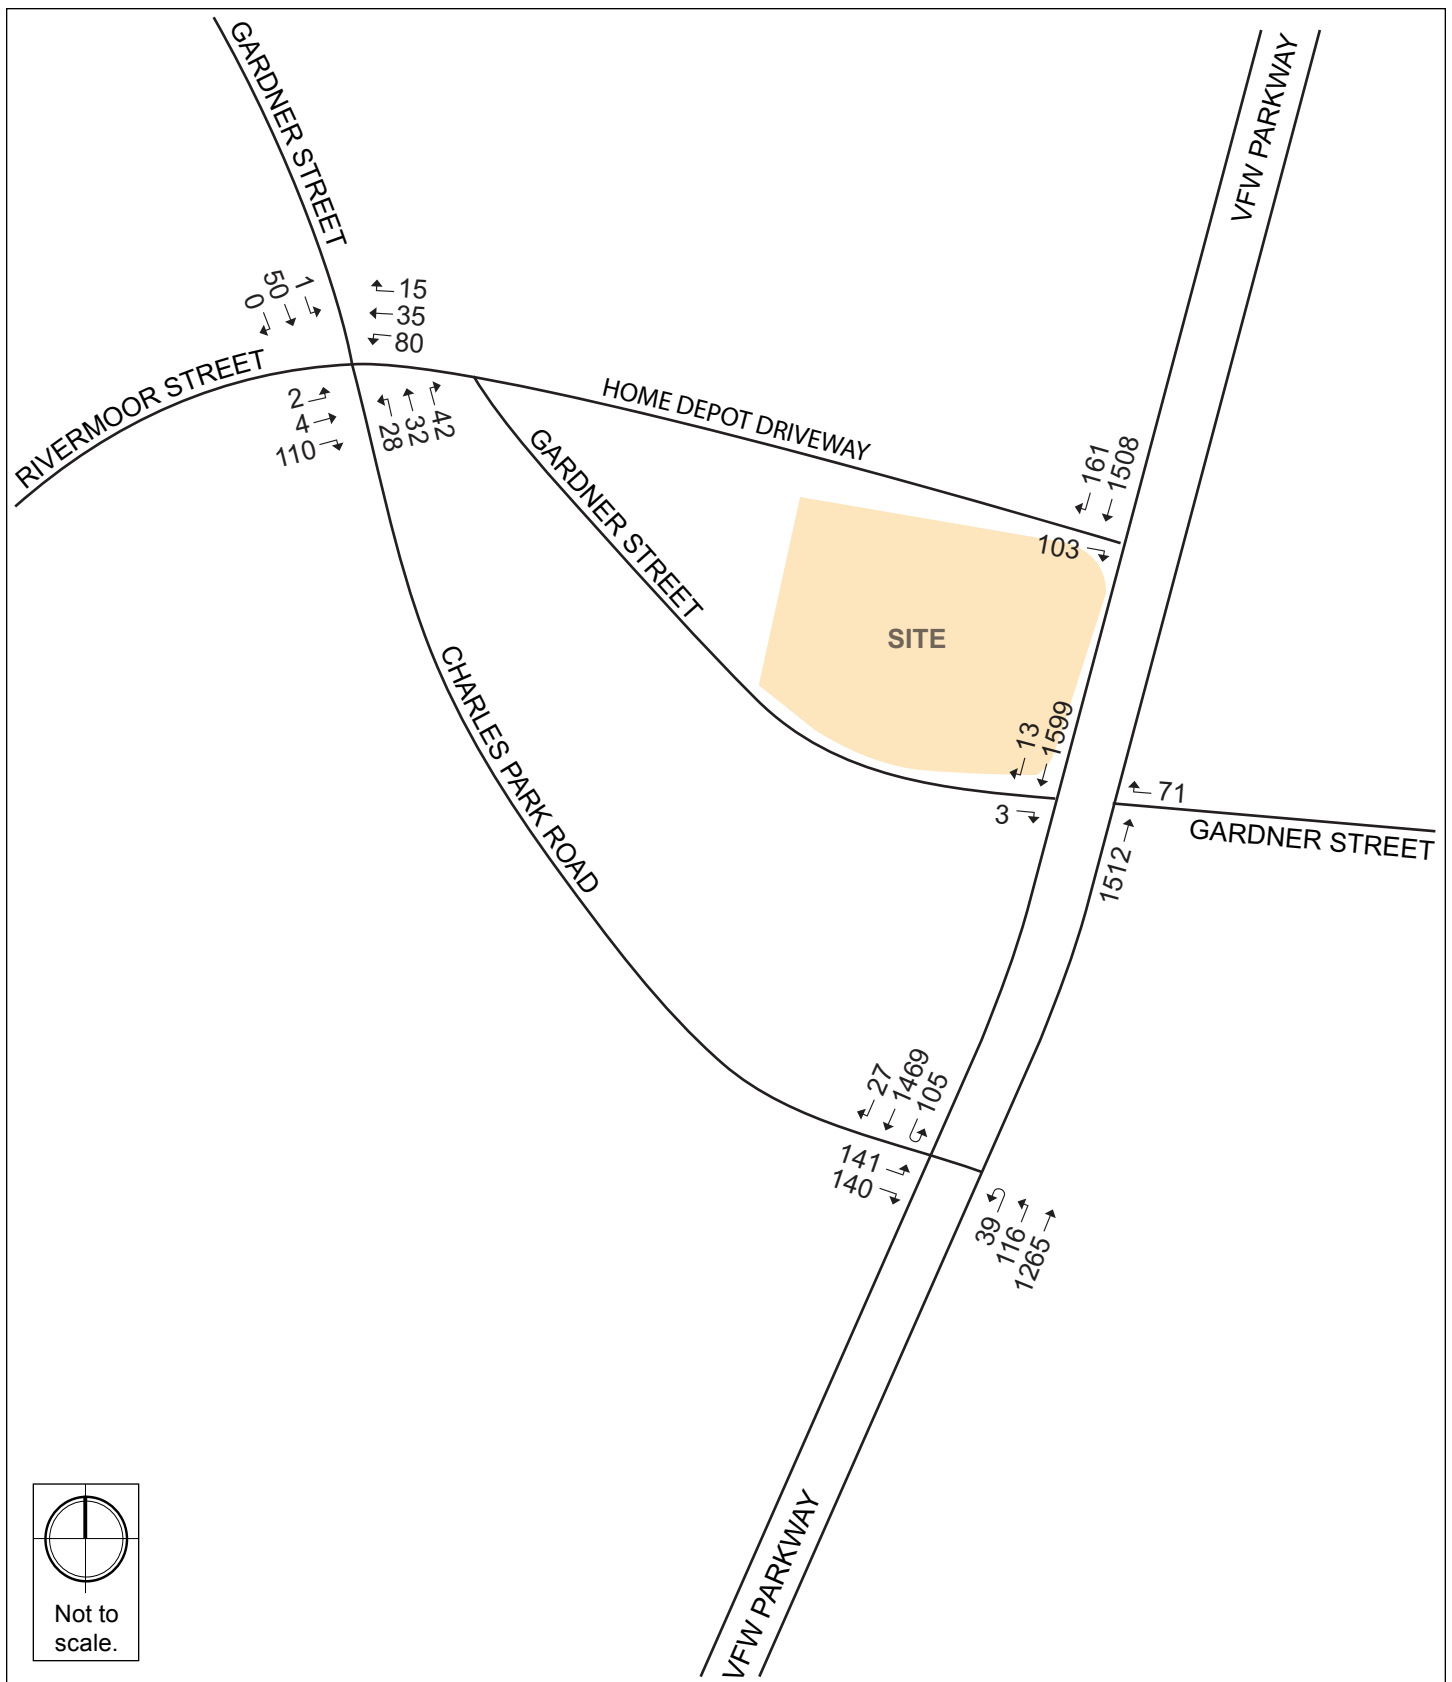 GARDNER STREET
VFW PARKWAY
1
50
0
15
35
80
RIVERMOOR STREET
2
4
110
28
32
42
HOME DEPOT DRIVEWAY
GARDNER STREET
161
1508
103
SITE
13
1599
3
71
GARDNER STREET
1512
CHARLES PARK ROAD
27
1469
105
141
140
39
116
1265
VFW PARKWAY
Not to
scale.